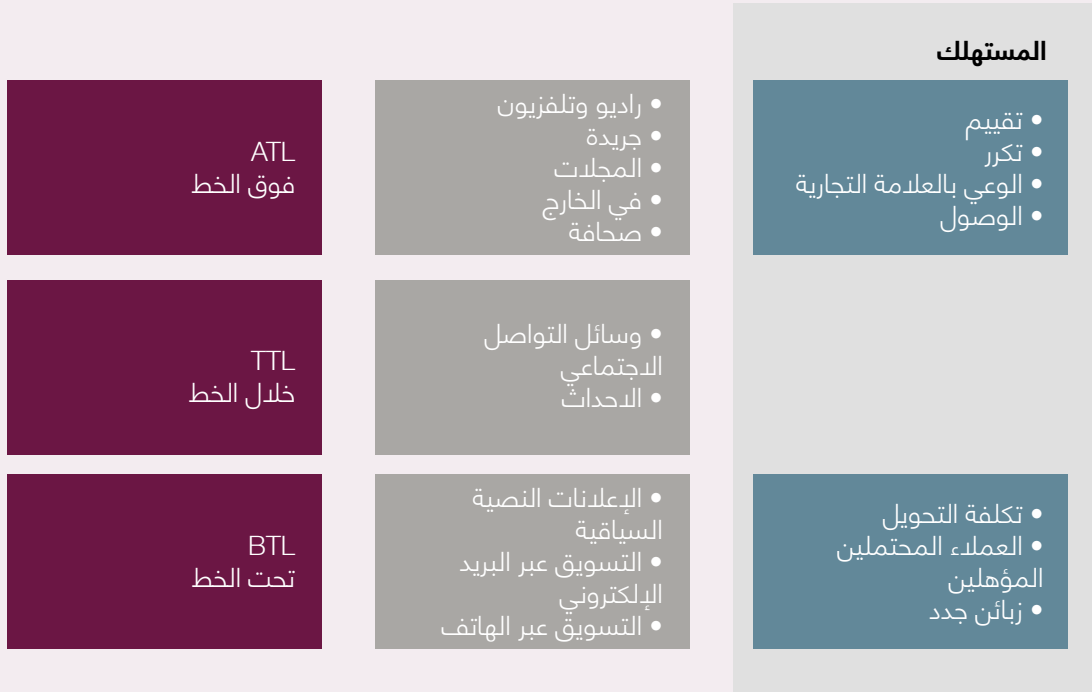 المستهلك
• تقييم
• تكرر
• الوعي بالعلامة التجارية
• الوصول
• راديو وتلفزيون
• جريدة
• المجلات
• في الخارج
• صحافة
ATL
فوق الخط
• وسائل التواصل
الاجتماعي
• الاحداث
TTL
خلال الخط
• تكلفة التحويل
• العملاء المحتملين
المؤهلين
• زبائن جدد
• الإعلانات النصية
السياقية
• التسويق عبر البريد
الإلكتروني
• التسويق عبر الهاتف
BTL
تحت الخط